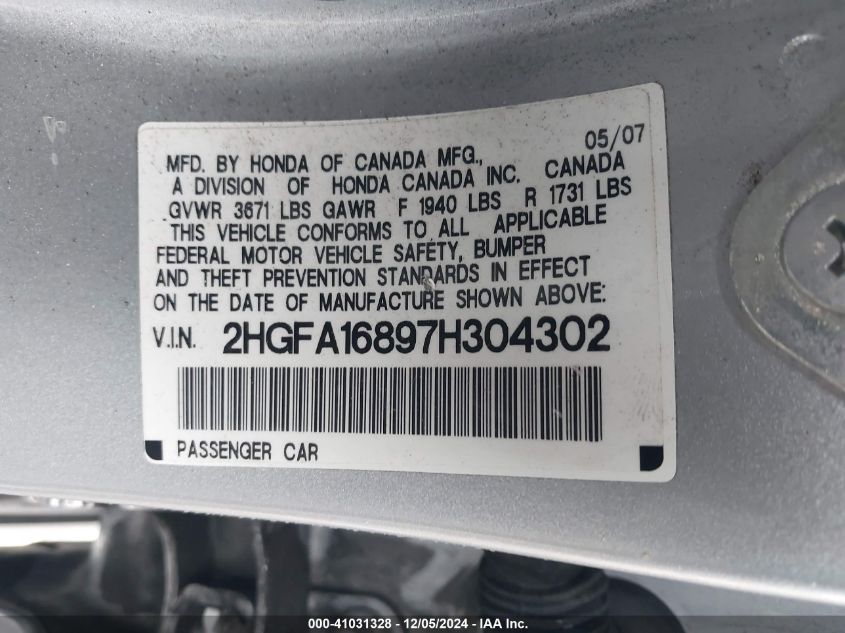 05/07
MFD. BY HONDA OF CANADA MFG.,
A DIVISION OF HONDA CANADA INC. CANADA
GVWR 3671 LBS GAWR F 1940 LBS R 1731 LBS
THIS VEHICLE CONFORMS TO ALL APPLICABLE
FEDERAL MOTOR VEHICLE SAFETY, BUMPER
AND THEFT PREVENTION STANDARDS IN EFFECT
ON THE DATE OF MANUFACTURE SHOWN ABOVE:
V.I.N. 2HGFA16897H304302
PASSENGER CAR
000-41031328 - 12/05/2024 - IAA Inc.